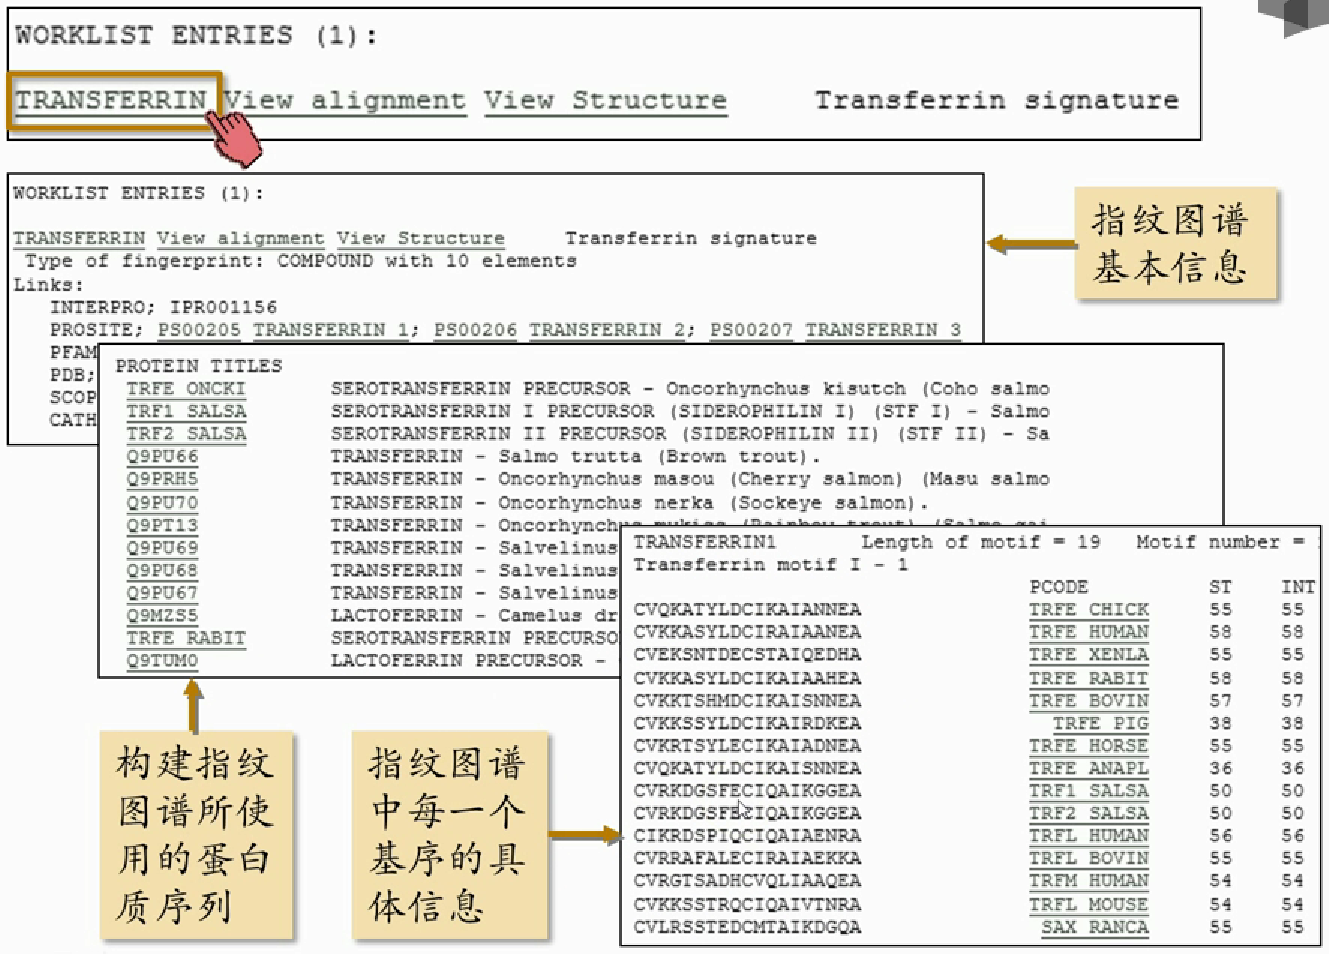 WORKLIST ENTRIES (1):
TRANSFERRIN View alignment View Structure Transferrin signature
WORKLIST ENTRIES (1):
TRANSFERRIN View alignment View Structure Transferrin signature
Type of fingerprint: COMPOUND with 10 elements
Links:
INTERPRO; IPR001156
PROSITE; PS00205 TRANSFERRIN 1; PS00206 TRANSFERRIN 2; PS00207 TRANSFERRIN 3
PFAM
PDB;
SCOP
CATH
指纹图谱
基本信息
PROTEIN TITLES
TRFE ONCKI SEROTRANSFERRIN PRECURSOR - Oncorhynchus kisutch (Coho salmo
TRF1 SALSA SEROTRANSFERRIN I PRECURSOR (SIDEROPHILIN I) (STF I) - Salmo
TRF2 SALSA SEROTRANSFERRIN II PRECURSOR (SIDEROPHILIN II) (STF II) - Sa
Q9PU66 TRANSFERRIN - Salmo trutta (Brown trout).
Q9PRH5 TRANSFERRIN - Oncorhynchus masou (Cherry salmon) (Masu salmo
Q9PU70 TRANSFERRIN - Oncorhynchus nerka (Sockeye salmon).
Q9PT13 TRANSFERRIN - Oncorhynchus mykiss (Rainbow trout) (Salmo gai
Q9PU69 TRANSFERRIN - Salvelinus
Q9PU68 TRANSFERRIN - Salvelinus
Q9PU67 TRANSFERRIN - Salvelinus
Q9MZS5 LACTOFERRIN - Camelus dr
TRFE RABIT SEROTRANSFERRIN PRECURSO
Q9TUM0 LACTOFERRIN PRECURSOR -
TRANSFERRIN1 Length of motif = 19 Motif number =
Transferrin motif I - 1
PCODE ST INT
CVQKATYLDCIKAIANNEA TRFE CHICK 55 55
CVKKASYLDCIRAIAANEA TRFE HUMAN 58 58
CVEKSNTDECSTAIQEDHA TRFE XENLA 55 55
CVKKASYLDCIKAIAAHEA TRFE RABIT 58 58
CVKKTSHMDCIKAISNNEA TRFE BOVIN 57 57
CVKKSSYLDCIKAIRDKEA TRFE PIG 38 38
CVKRTSYLECIKAIADNEA TRFE HORSE 55 55
CVQKATYLDCIKAISNNEA TRFE ANAPL 36 36
CVRKDGSFECIQAIKGGEA TRF1 SALSA 50 50
CVRKDGSFECIQAIKGGEA TRF2 SALSA 50 50
CIKRDSPIQCIQAIAENRA TRFL HUMAN 56 56
CVRRAFALECIRAIAEKKA TRFL BOVIN 55 55
CVRGTSADHCVQLIAAQEA TRFM HUMAN 54 54
CVKKSSTRQCIQAIVTNRA TRFL MOUSE 54 54
CVLRSSTEDCMTAIKDGQA SAX RANCA 55 55
构建指纹
图谱所使
用的蛋白
质序列
指纹图谱
中每一个
基序的具
体信息